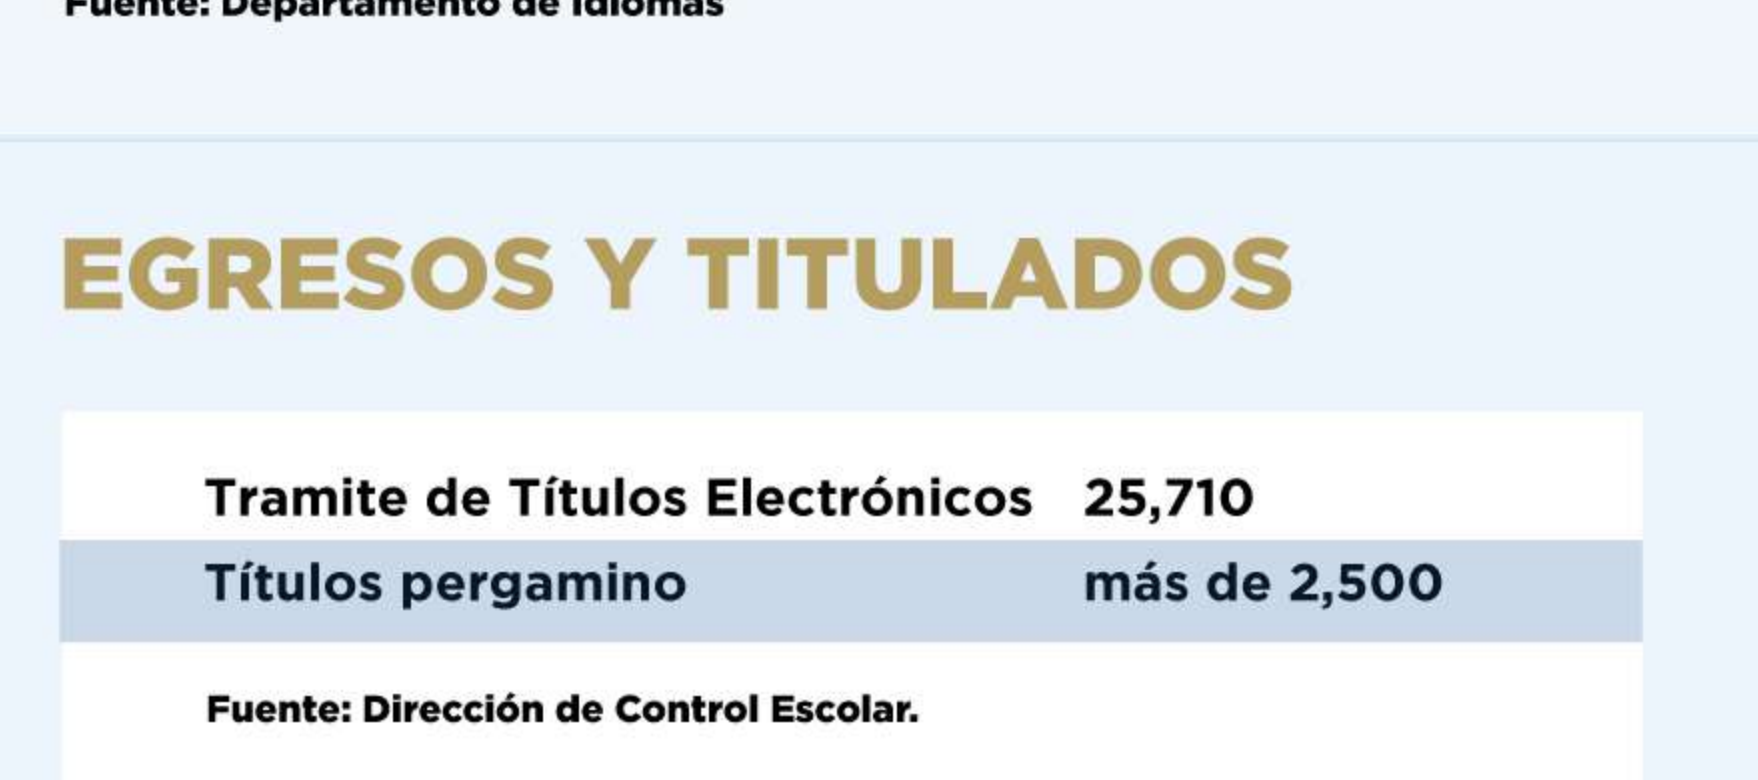 Fuente: Departamento de Idiomas
EGRESOS Y TITULADOS
Tramite de Títulos Electrónicos 25,710
Títulos pergamino más de 2,500
Fuente: Dirección de Control Escolar.